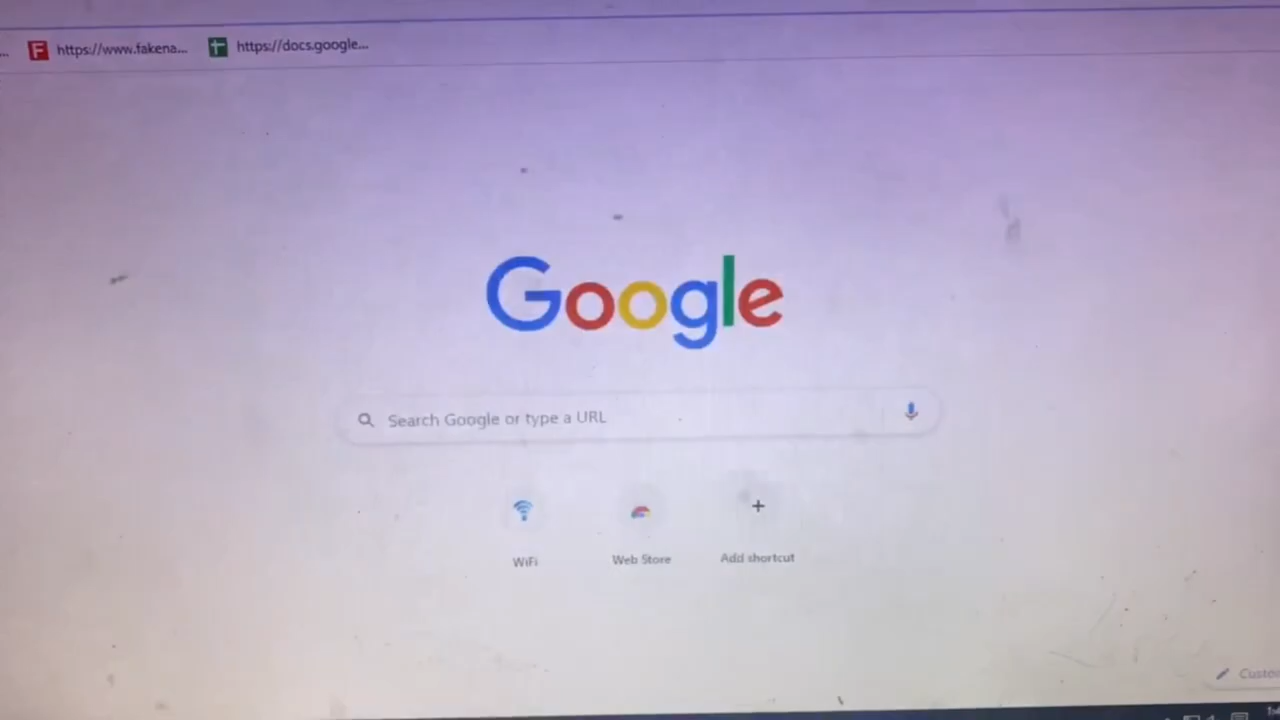 ... https://www.fakena... https://docs.google...
Google
Search Google or type a URL
WiFi Web Store Add shortcut